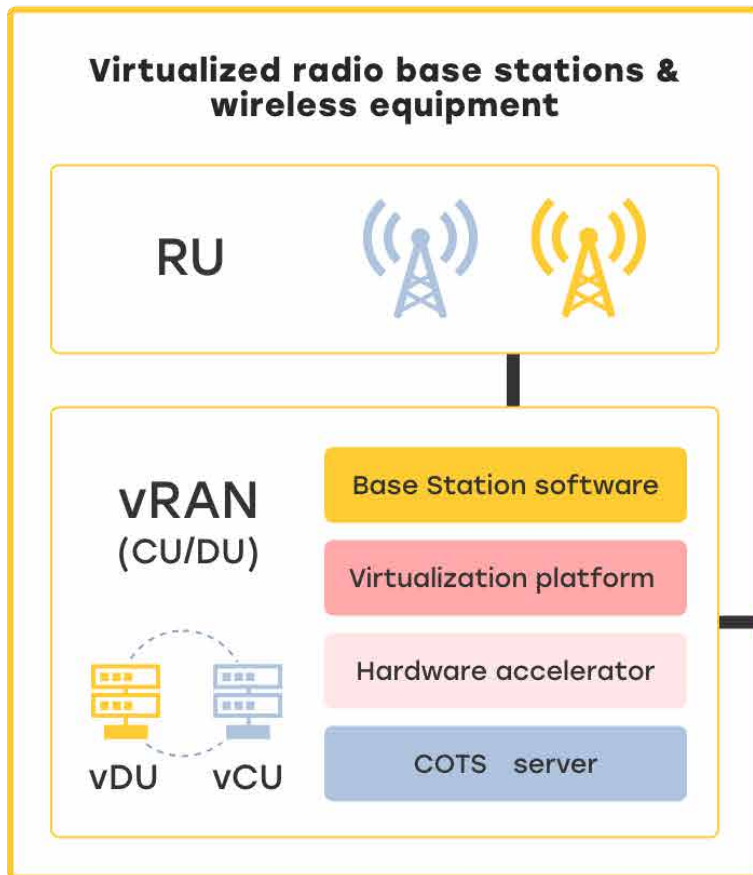 Virtualized radio base stations &
wireless equipment
RU
vRAN
(CU/DU)
Base Station software
Virtualization platform
Hardware accelerator
COTS server
vDU
vCU